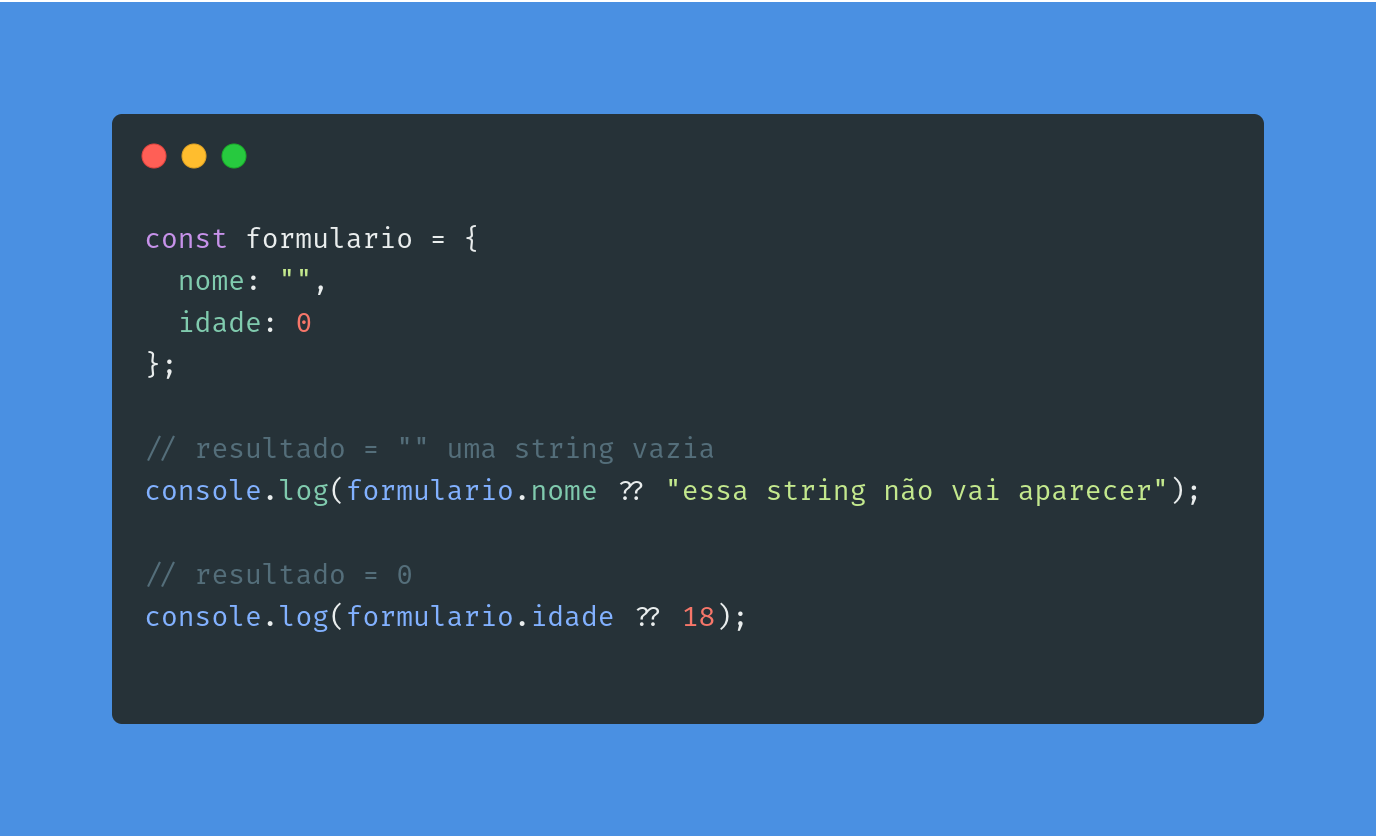 const formulario = {
  nome: "",
  idade: 0
};
// resultado = "" uma string vazia
console.log(formulario.nome ?? "essa string não vai aparecer");
// resultado = 0
console.log(formulario.idade ?? 18);